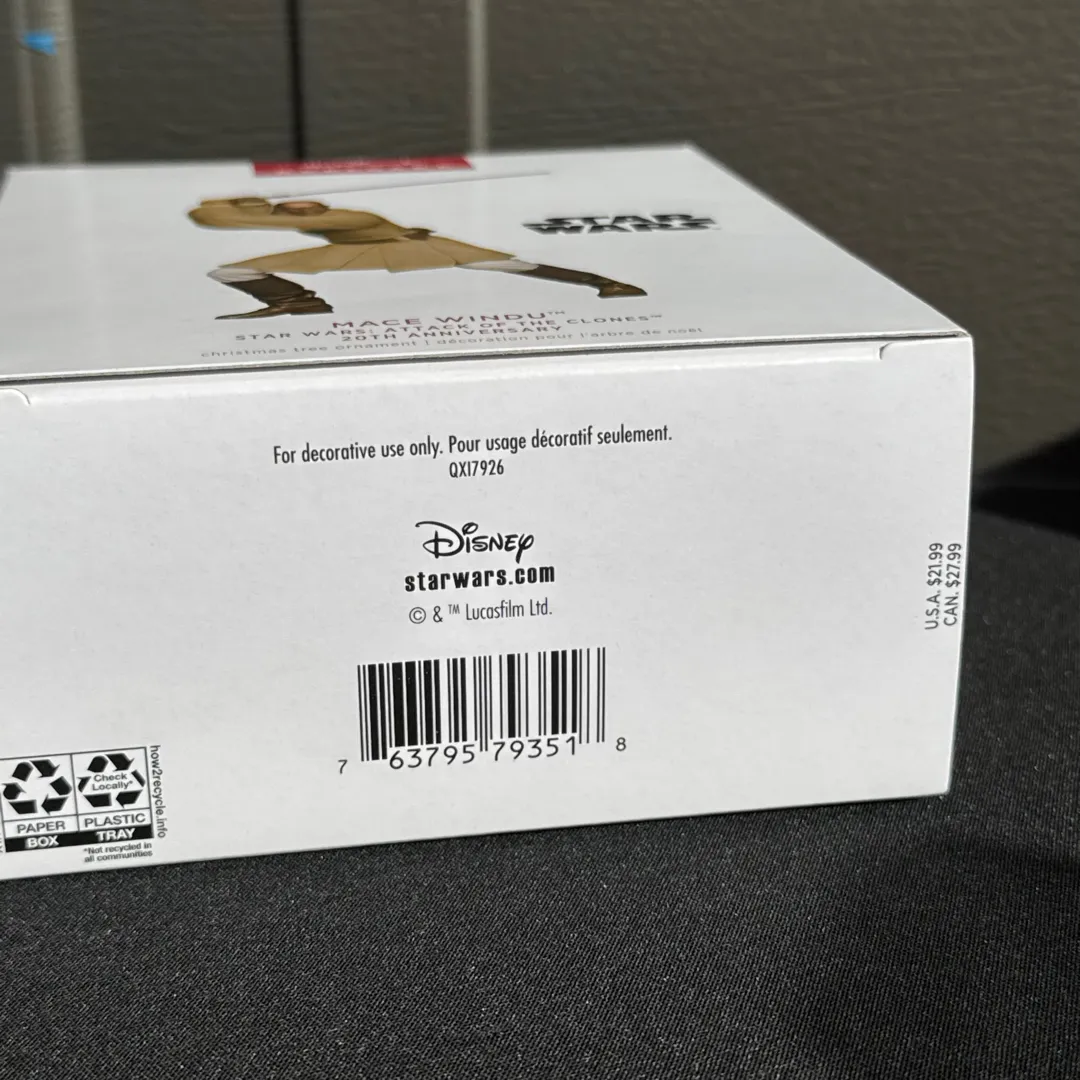 STAR
WARS
MACE WINDU™
STAR WARS: ATTACK OF THE CLONES™
20TH ANNIVERSARY
christmas tree ornament | décoration pour l'arbre de noël
For decorative use only. Pour usage décoratif seulement.
QXI7926
Disney
starwars.com
© & ™ Lucasfilm Ltd.
7 63795 79351 8
U.S.A. $21.99
CAN. $27.99
Check
Locally*
PAPER
BOX
PLASTIC
TRAY
*Not recycled in
all communities
how2recycle.info